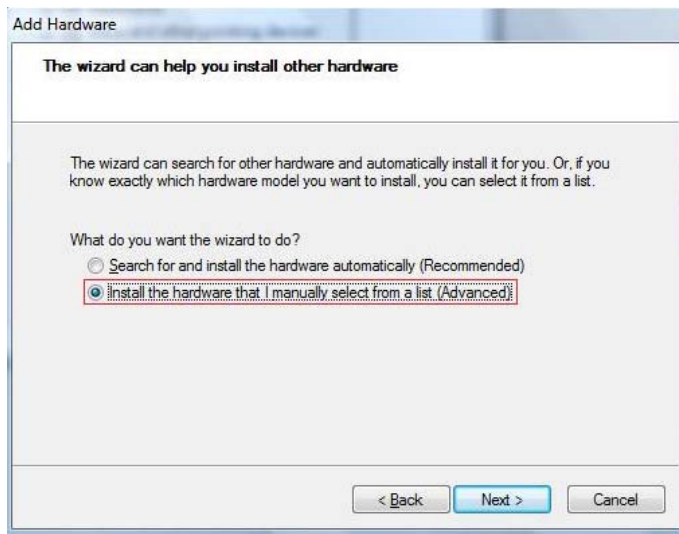 Add Hardware
The wizard can help you install other hardware
The wizard can search for other hardware and automatically install it for you. Or, if you
know exactly which hardware model you want to install, you can select it from a list.
What do you want the wizard to do?
Search for and install the hardware automatically (Recommended)
Install the hardware that I manually select from a list (Advanced)
< Back Next > Cancel